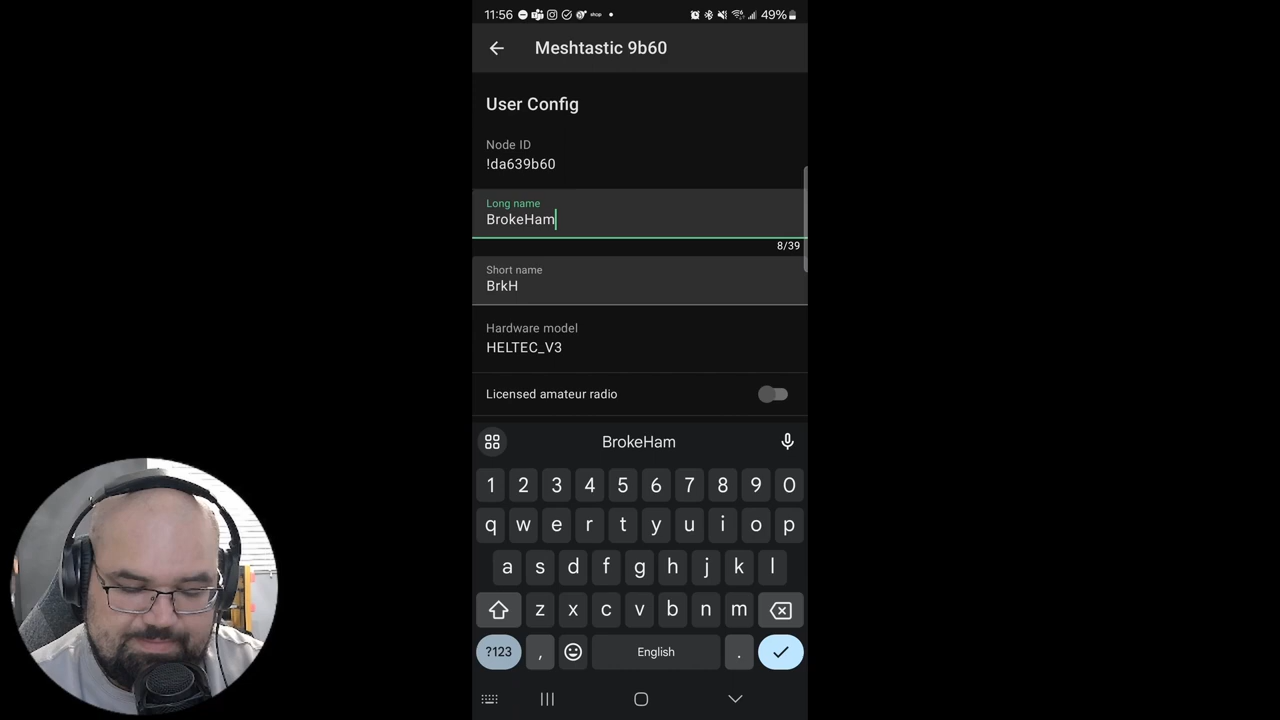 11:56
shop
49%
Meshtastic 9b60
User Config
Node ID
!da639b60
Long name
BrokeHam
8/39
Short name
BrkH
Hardware model
HELTEC_V3
Licensed amateur radio
BrokeHam
1 2 3 4 5 6 7 8 9 0
q w e r t y u i o p
a s d f g h j k l
z x c v b n m
?123 , English .